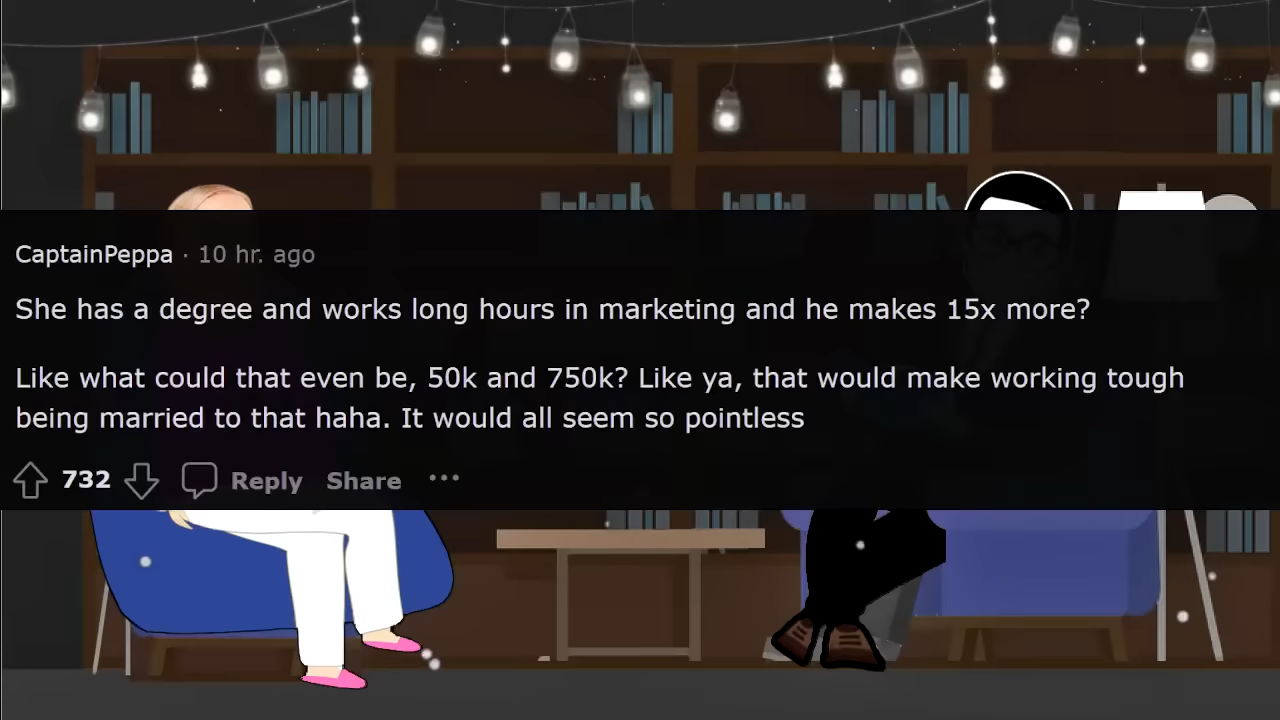 CaptainPeppa · 10 hr. ago
She has a degree and works long hours in marketing and he makes 15x more?
Like what could that even be, 50k and 750k? Like ya, that would make working tough
being married to that haha. It would all seem so pointless
732 Reply Share ···